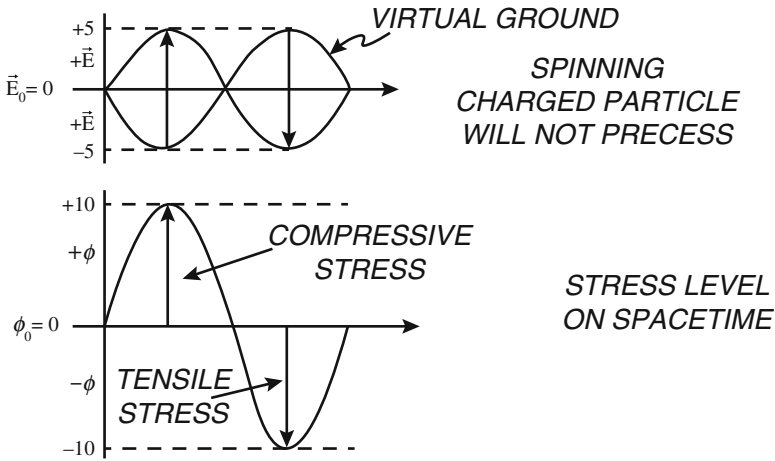 VIRTUAL GROUND
+5
+E⃗
E⃗₀= 0
+E⃗
−5
SPINNING
CHARGED PARTICLE
WILL NOT PRECESS
+10
+ϕ
COMPRESSIVE
STRESS
ϕ₀= 0
STRESS LEVEL
ON SPACETIME
−ϕ
TENSILE
STRESS
−10